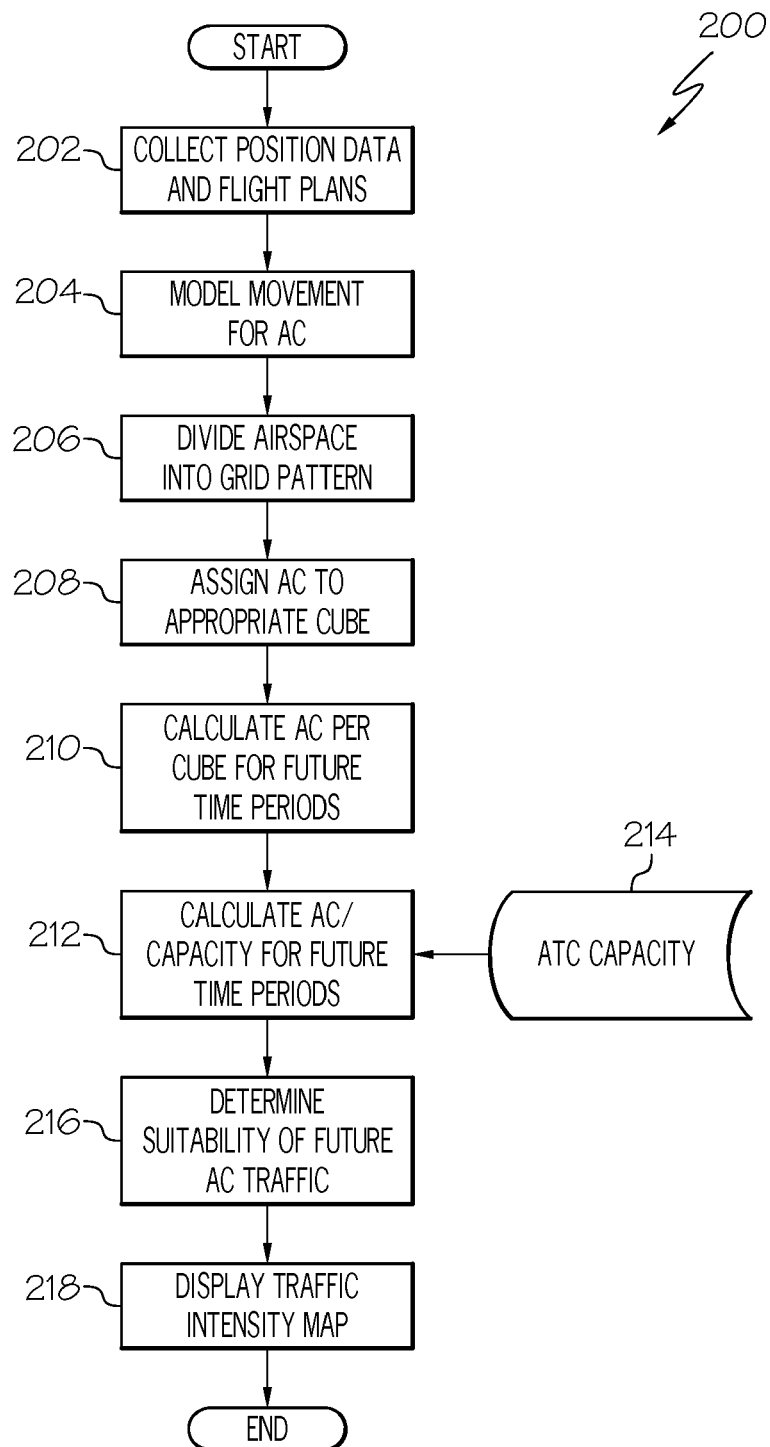 START
200
202
COLLECT POSITION DATA
AND FLIGHT PLANS
204
MODEL MOVEMENT
FOR AC
206
DIVIDE AIRSPACE
INTO GRID PATTERN
208
ASSIGN AC TO
APPROPRIATE CUBE
210
CALCULATE AC PER
CUBE FOR FUTURE
TIME PERIODS
212
CALCULATE AC/
CAPACITY FOR FUTURE
TIME PERIODS
214
ATC CAPACITY
216
DETERMINE
SUITABILITY OF FUTURE
AC TRAFFIC
218
DISPLAY TRAFFIC
INTENSITY MAP
END